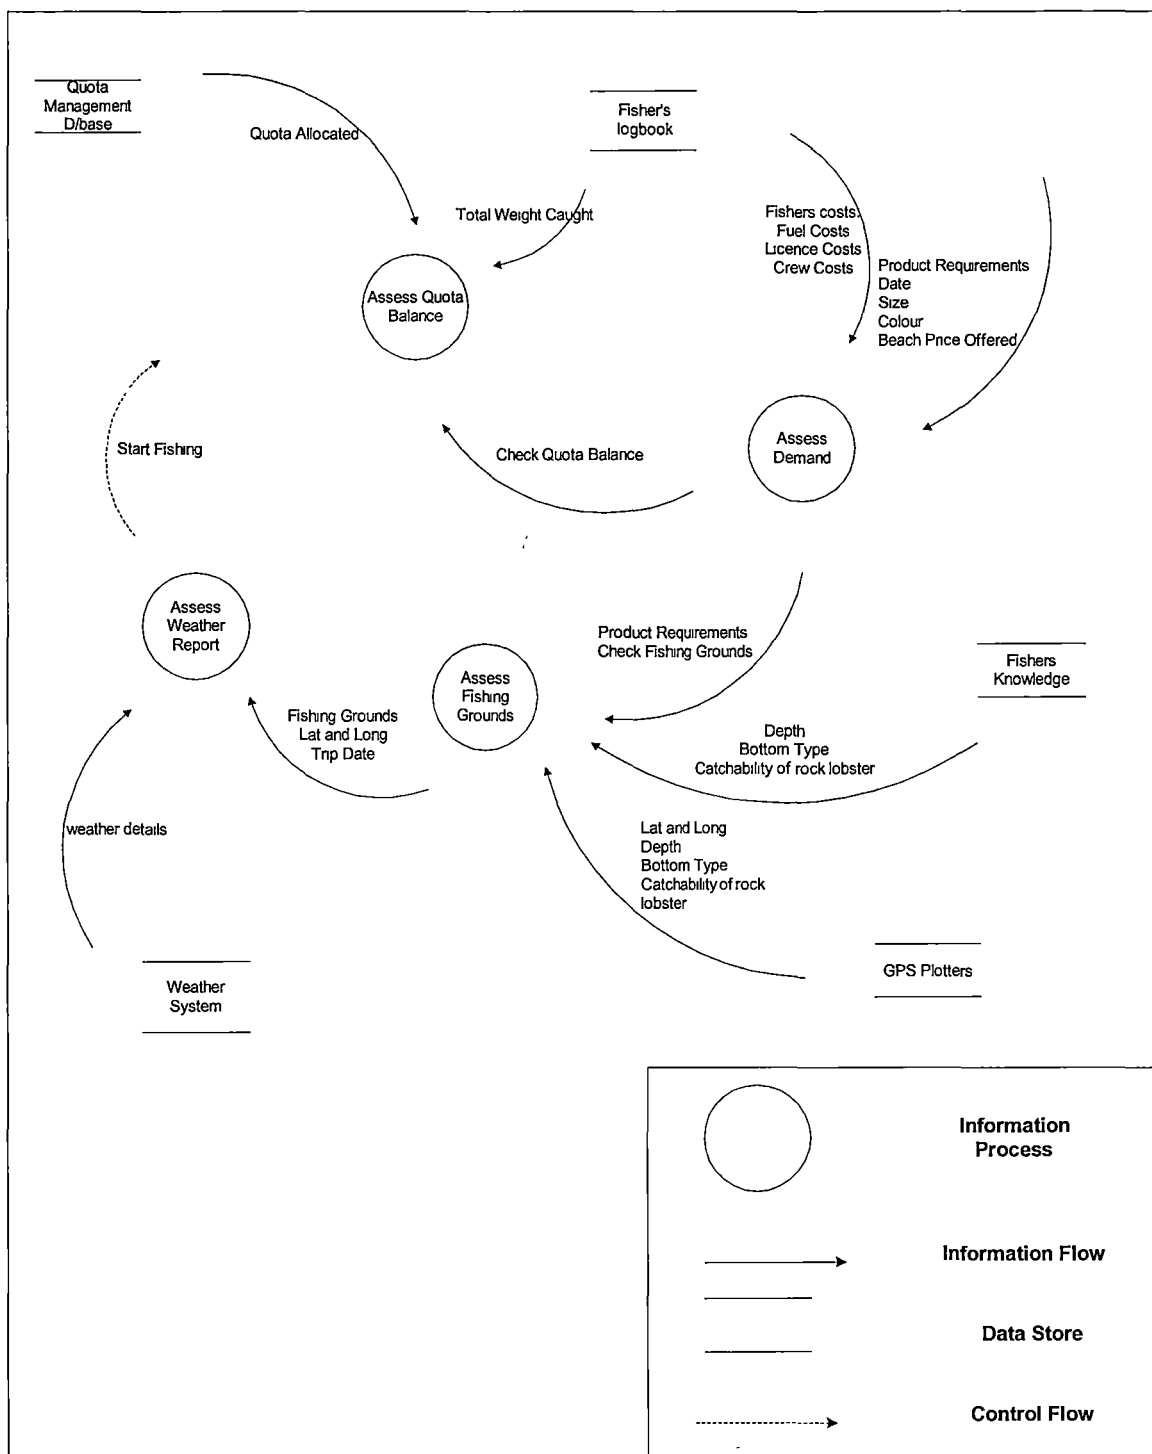 Quota
Management
D/base
Quota Allocated
Fisher's
logbook
Total Weight Caught
Fishers costs:
Fuel Costs
Licence Costs
Crew Costs
Product Requirements
Date
Size
Colour
Beach Price Offered
Assess Quota
Balance
Start Fishing
Check Quota Balance
Assess
Demand
Assess
Weather
Report
Product Requirements
Check Fishing Grounds
Fishers
Knowledge
Assess
Fishing
Grounds
Fishing Grounds
Lat and Long
Trip Date
Depth
Bottom Type
Catchability of rock lobster
weather details
Lat and Long
Depth
Bottom Type
Catchability of rock
lobster
GPS Plotters
Weather
System
Information
Process
Information Flow
Data Store
Control Flow